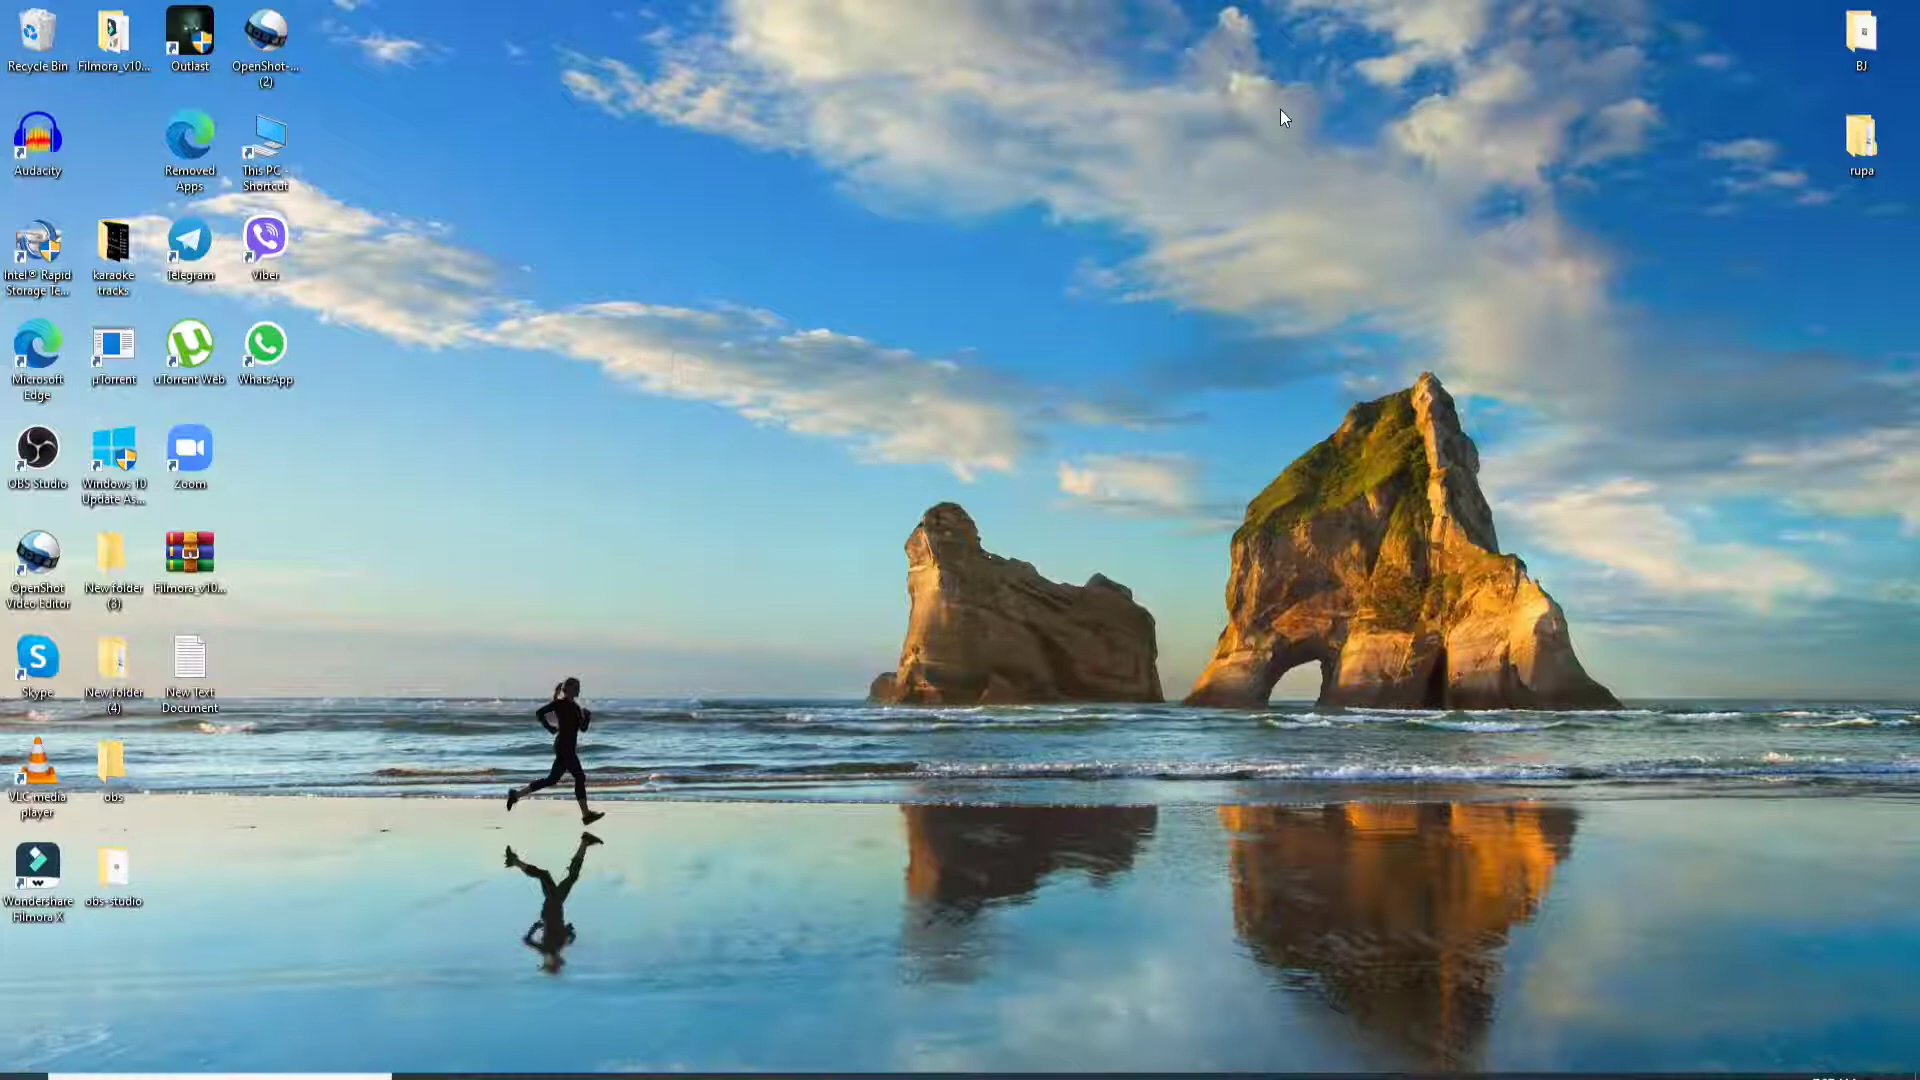 Recycle Bin
Filmora_v10...
Outlast
OpenShot-...
(2)
BJ
Audacity
Removed
Apps
This PC -
Shortcut
rupa
Intel® Rapid
Storage Te...
karaoke
tracks
Telegram
Viber
Microsoft
Edge
µTorrent
uTorrent Web
WhatsApp
OBS Studio
Windows 10
Update As...
Zoom
OpenShot
Video Editor
New folder
(3)
Filmora_v10...
Skype
New folder
(4)
New Text
Document
VLC media
player
obs
Wondershare
Filmora X
obs-studio